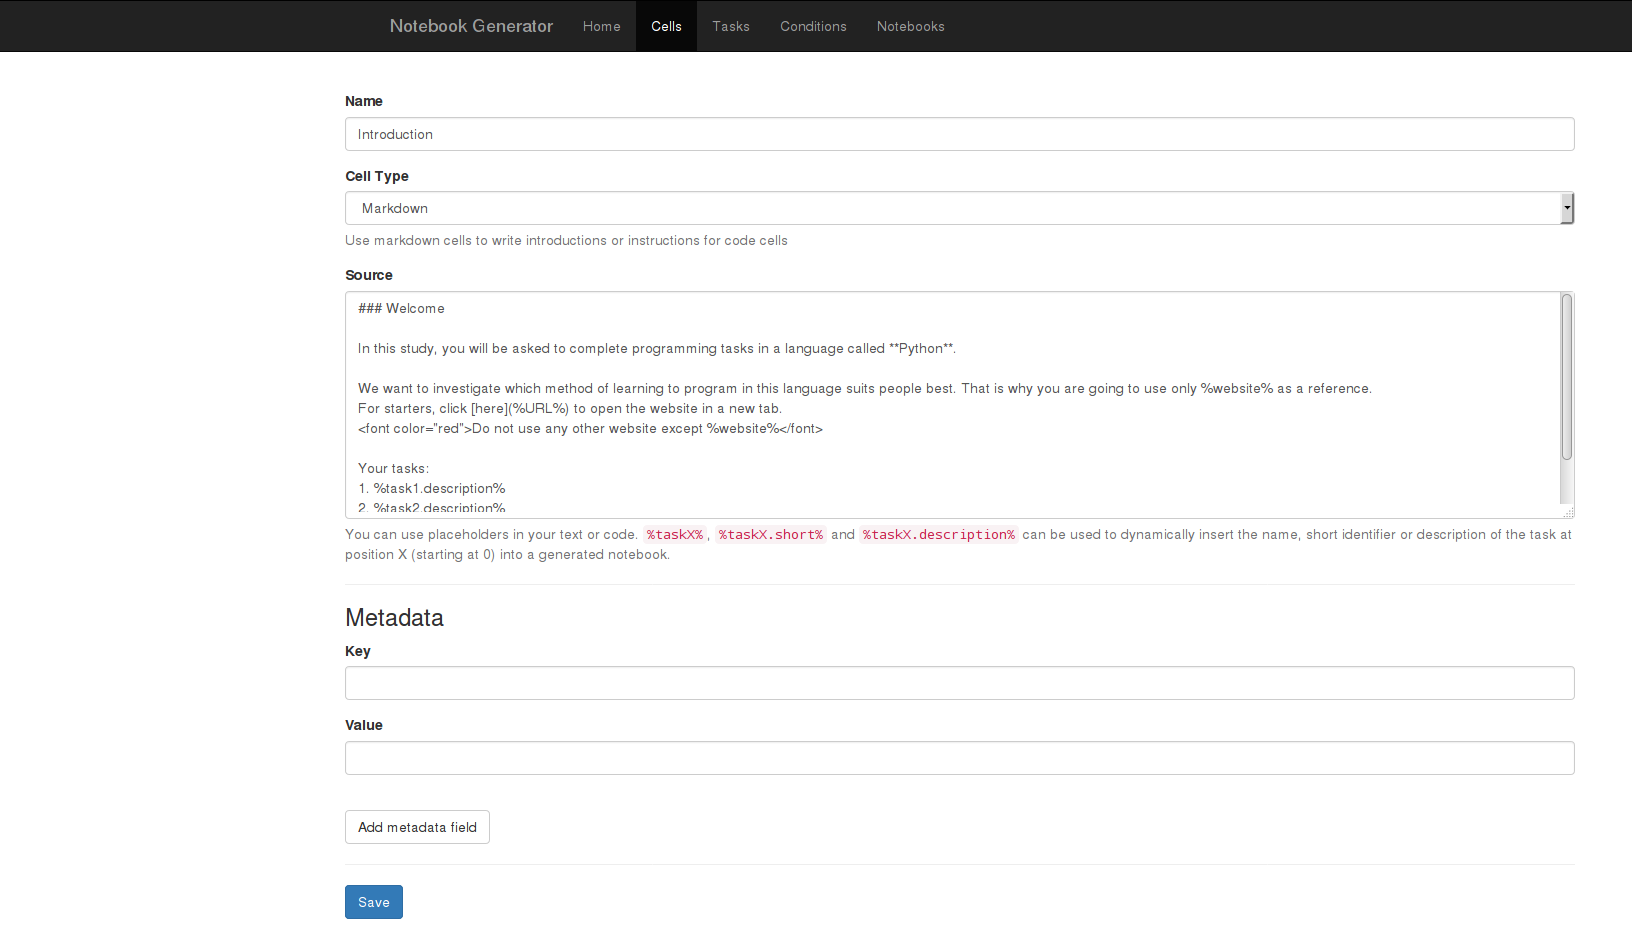 Notebook Generator Home Cells Tasks Conditions Notebooks
Name
Introduction
Cell Type
Markdown
Use markdown cells to write introductions or instructions for code cells
Source
### Welcome
In this study, you will be asked to complete programming tasks in a language called **Python**.
We want to investigate which method of learning to program in this language suits people best. That is why you are going to use only %website% as a reference.
For starters, click [here](%URL%) to open the website in a new tab.
<font color="red">Do not use any other website except %website%</font>
Your tasks:
1. %task1.description%
2. %task2.description%
You can use placeholders in your text or code. %taskX%, %taskX.short% and %taskX.description% can be used to dynamically insert the name, short identifier or description of the task at
position X (starting at 0) into a generated notebook.
Metadata
Key
Value
Add metadata field
Save